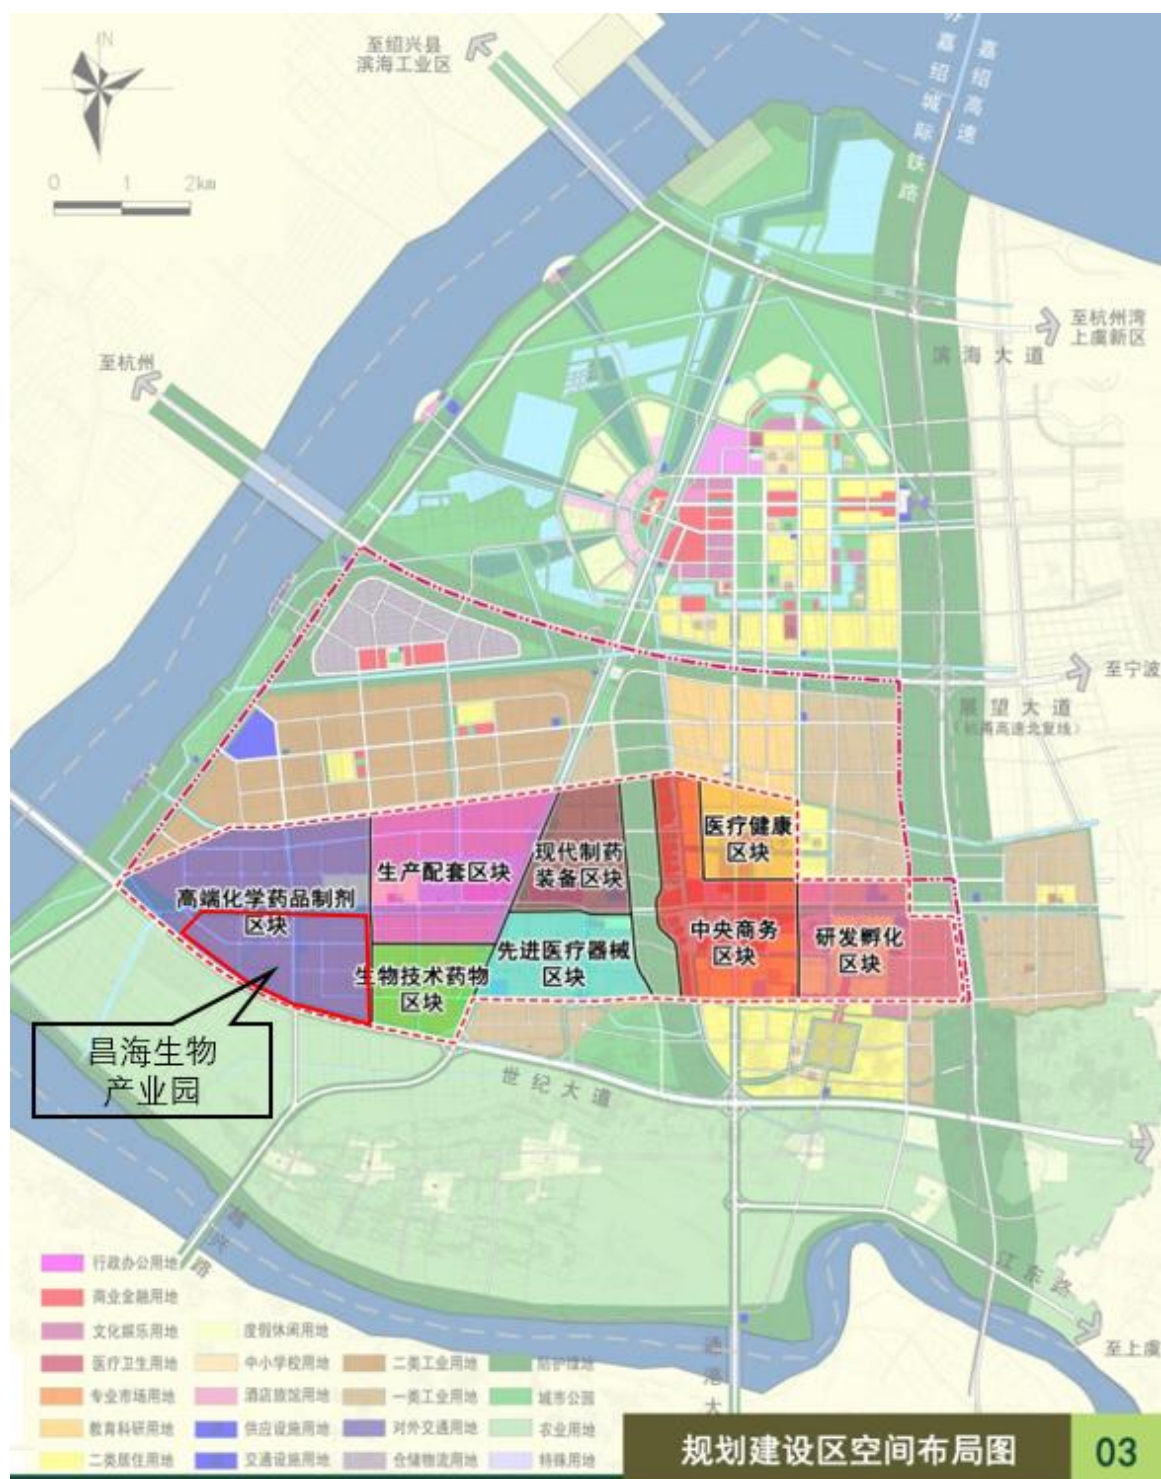 N
0 1 2km
至绍兴县
滨海工业区
嘉绍城际铁路
嘉绍高速
至杭州湾
上虞新区
滨海大道
至杭州
至宁波
展望大道
（杭甬高速北复线）
医疗健康
区块
现代制药
装备区块
生产配套区块
高端化学药品制剂
区块
中央商务
区块
研发孵化
区块
先进医疗器械
区块
生物技术药物
区块
昌海生物
产业园
世纪大道
越兴路
江东路
至上虞
通港大
行政办公用地
商业金融用地
文化娱乐用地 度假休闲用地
医疗卫生用地 中小学校用地 二类工业用地 防护绿地
专业市场用地 酒店旅馆用地 一类工业用地 城市公园
教育科研用地 供应设施用地 对外交通用地 农业用地
二类居住用地 交通设施用地 仓储物流用地 特殊用地
规划建设区空间布局图 03